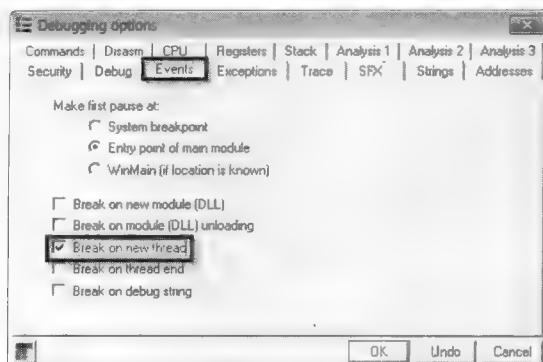 Debugging options
Commands | Disasm | CPU | Registers | Stack | Analysis 1 | Analysis 2 | Analysis 3
Security | Debug | Events | Exceptions | Trace | SFX | Strings | Addresses
Make first pause at:
System breakpoint
Entry point of main module
WinMain (if location is known)
Break on new module (DLL)
Break on module (DLL) unloading
Break on new thread
Break on thread end
Break on debug string
OK Undo Cancel